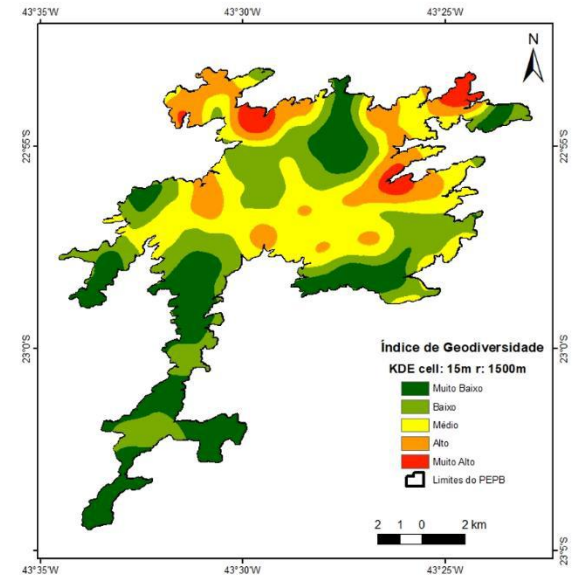 43°35'W 43°30'W 43°25'W
N
22°55'S 22°55'S
23°0'S 23°0'S
Índice de Geodiversidade
KDE cell: 15m r: 1500m
Muito Baixo
Baixo
Médio
Alto
Muito Alto
Limites do PEPB
2 1 0 2 km
23°5'S
43°35'W 43°30'W 43°25'W